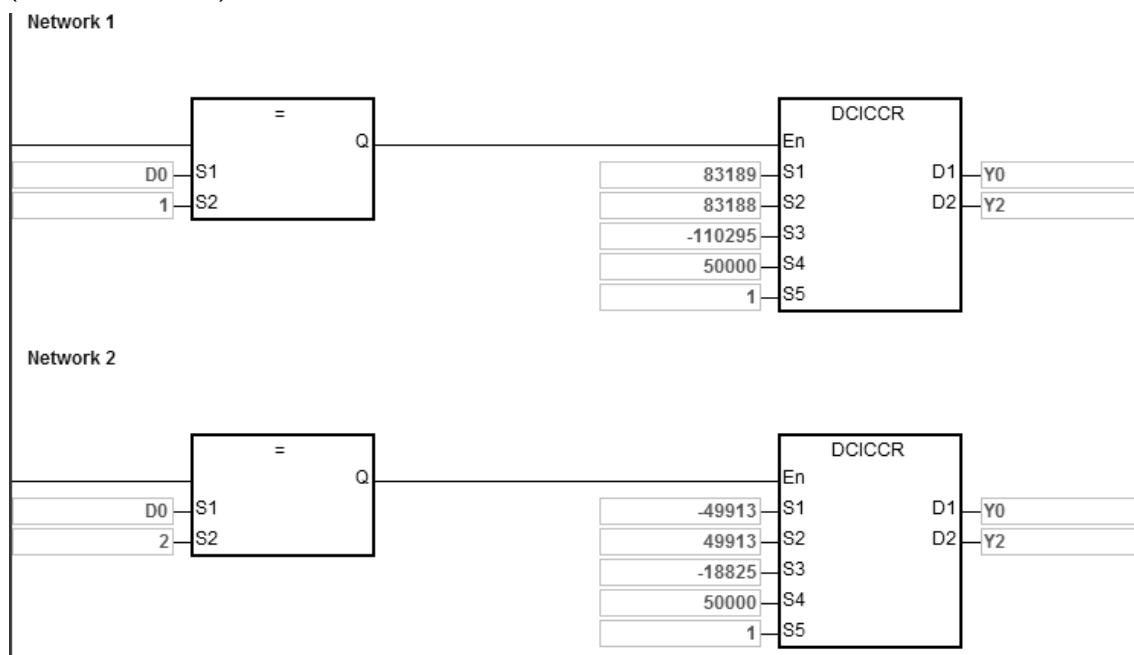 Network 1
=
DCICCR
Q
En
D0 S1
83189 S1 D1 Y0
1 S2
83188 S2 D2 Y2
-110295 S3
50000 S4
1 S5
Network 2
=
DCICCR
Q
En
D0 S1
-49913 S1 D1 Y0
2 S2
49913 S2 D2 Y2
-18825 S3
50000 S4
1 S5